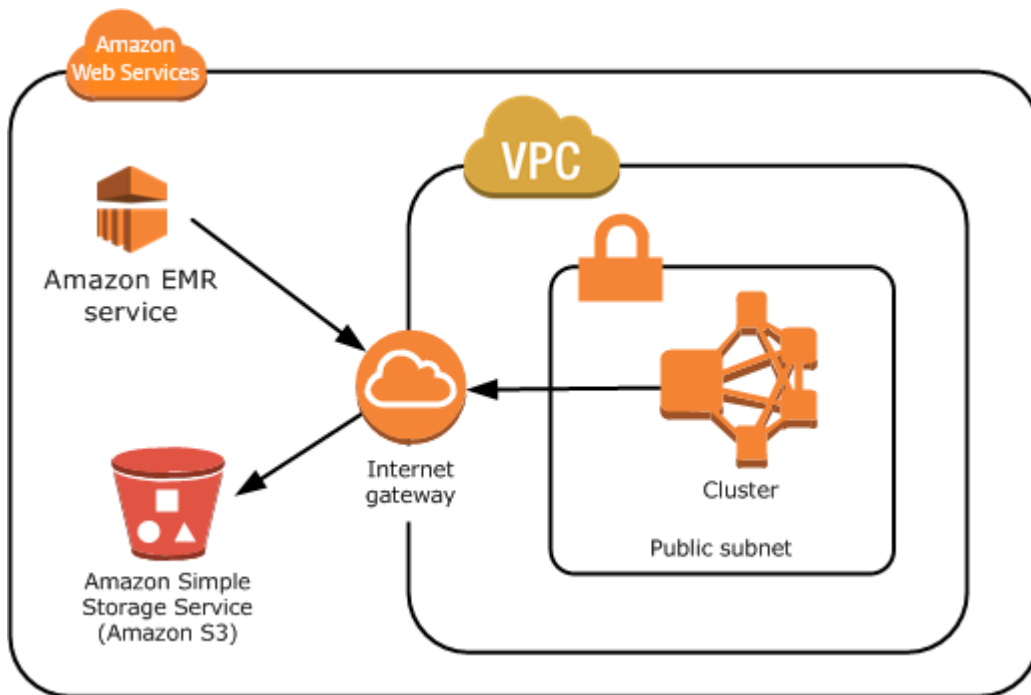 Amazon
Web Services
VPC
Amazon EMR
service
Internet
gateway
Cluster
Public subnet
Amazon Simple
Storage Service
(Amazon S3)